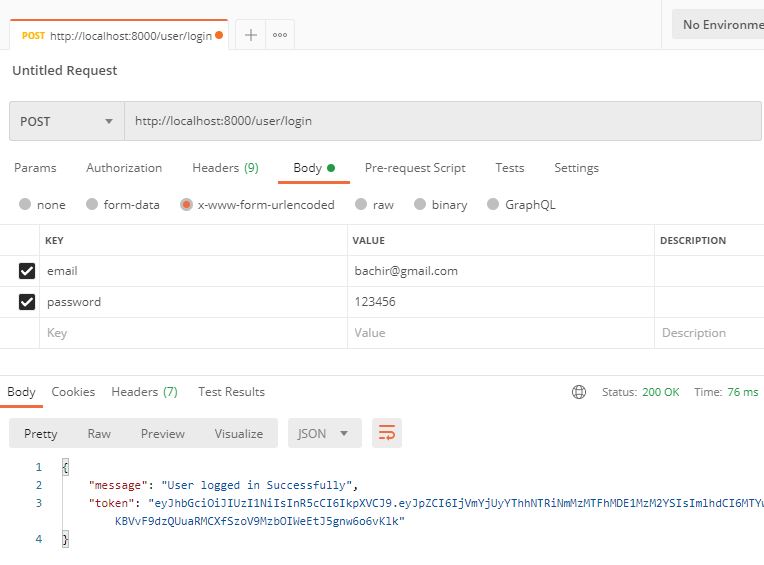 POST http://localhost:8000/user/login
No Environme
Untitled Request
POST http://localhost:8000/user/login
Params Authorization Headers (9) Body Pre-request Script Tests Settings
none form-data x-www-form-urlencoded raw binary GraphQL
KEY VALUE DESCRIPTION
email bachir@gmail.com
password 123456
Key Value Description
Body Cookies Headers (7) Test Results Status: 200 OK Time: 76 ms
Pretty Raw Preview Visualize JSON
1 {
2 "message": "User logged in Successfully",
3 "token": "eyJhbGciOiJIUzI1NiIsInR5cCI6IkpXVCJ9.eyJpZCI6IjVmYjUyYThhNTRiNmMzMTFhMDE1MzM2YSIsImlhdCI6MTYw
KBVvF9dzQUuaRMCXfSzoV9MzbOIWeEtJ5gnw6o6vKlk"
4 }